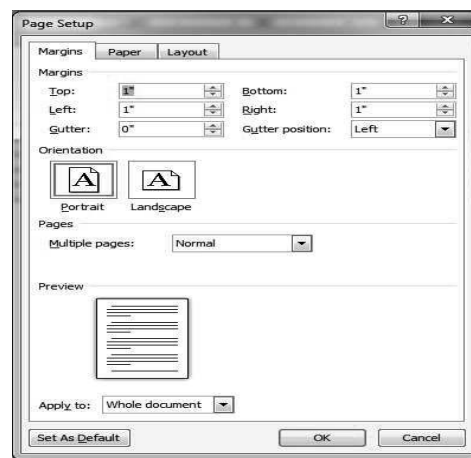 Page Setup
Margins Paper Layout
Margins
Top: 1" Bottom: 1"
Left: 1" Right: 1"
Gutter: 0" Gutter position: Left
Orientation
A A
Portrait Landscape
Pages
Multiple pages: Normal
Preview
Apply to: Whole document
Set As Default OK Cancel